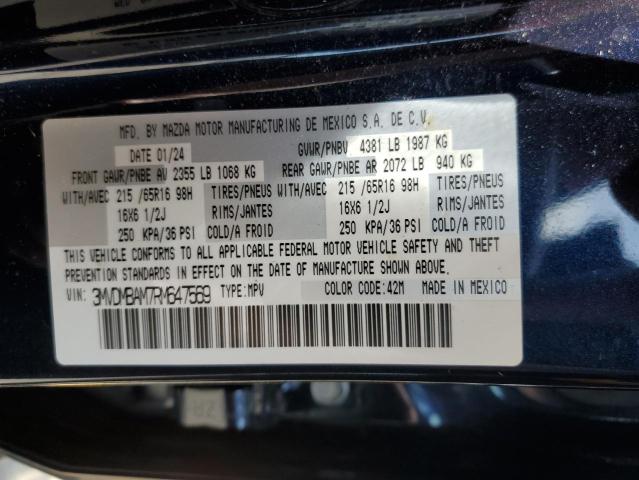 MFD. BY MAZDA MOTOR MANUFACTURING DE MEXICO S.A. DE C.V.
DATE 01/24 GVWR/PNBV 4381 LB 1987 KG
FRONT GAWR/PNBE AV 2355 LB 1068 KG REAR GAWR/PNBE AR 2072 LB 940 KG
WITH/AVEC 215 /65R16 98H TIRES/PNEUS WITH/AVEC 215 /65R16 98H TIRES/PNEUS
16X6 1/2J RIMS/JANTES 16X6 1/2J RIMS/JANTES
250 KPA/36 PSI COLD/A FROID 250 KPA/36 PSI COLD/A FROID
THIS VEHICLE CONFORMS TO ALL APPLICABLE FEDERAL MOTOR VEHICLE SAFETY AND THEFT
PREVENTION STANDARDS IN EFFECT ON THE DATE OF MANUFACTURE SHOWN ABOVE.
VIN: 3MVDMBAM7RM647569 TYPE:MPV COLOR CODE:42M MADE IN MEXICO